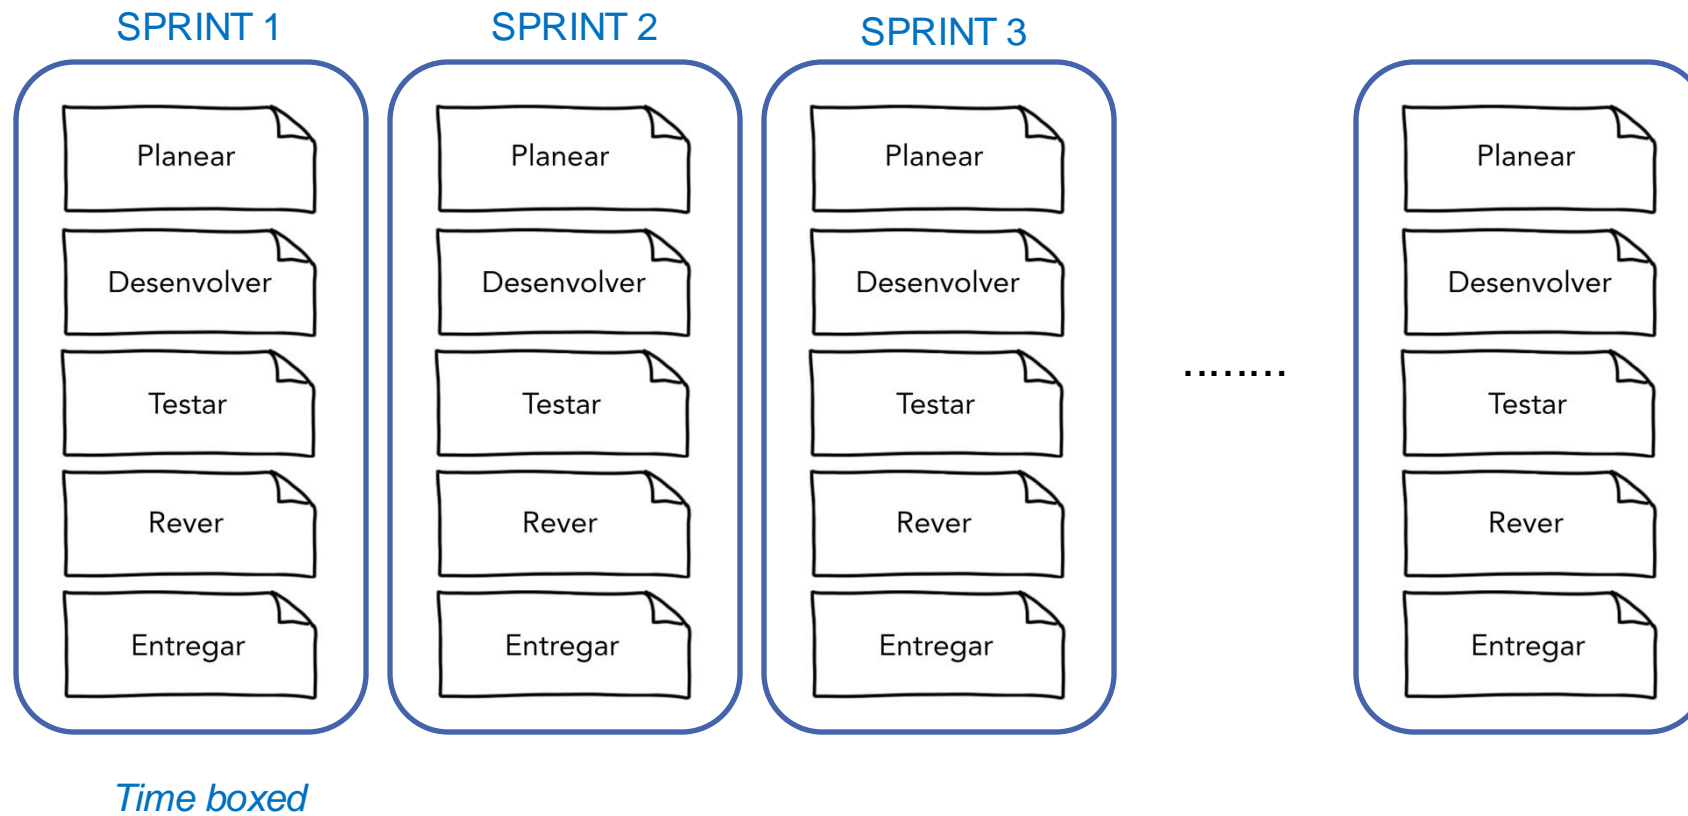 SPRINT 1
Planear
Desenvolver
Testar
Rever
Entregar
Time boxed
SPRINT 2
Planear
Desenvolver
Testar
Rever
Entregar
SPRINT 3
Planear
Desenvolver
Testar
Rever
Entregar
........
Planear
Desenvolver
Testar
Rever
Entregar